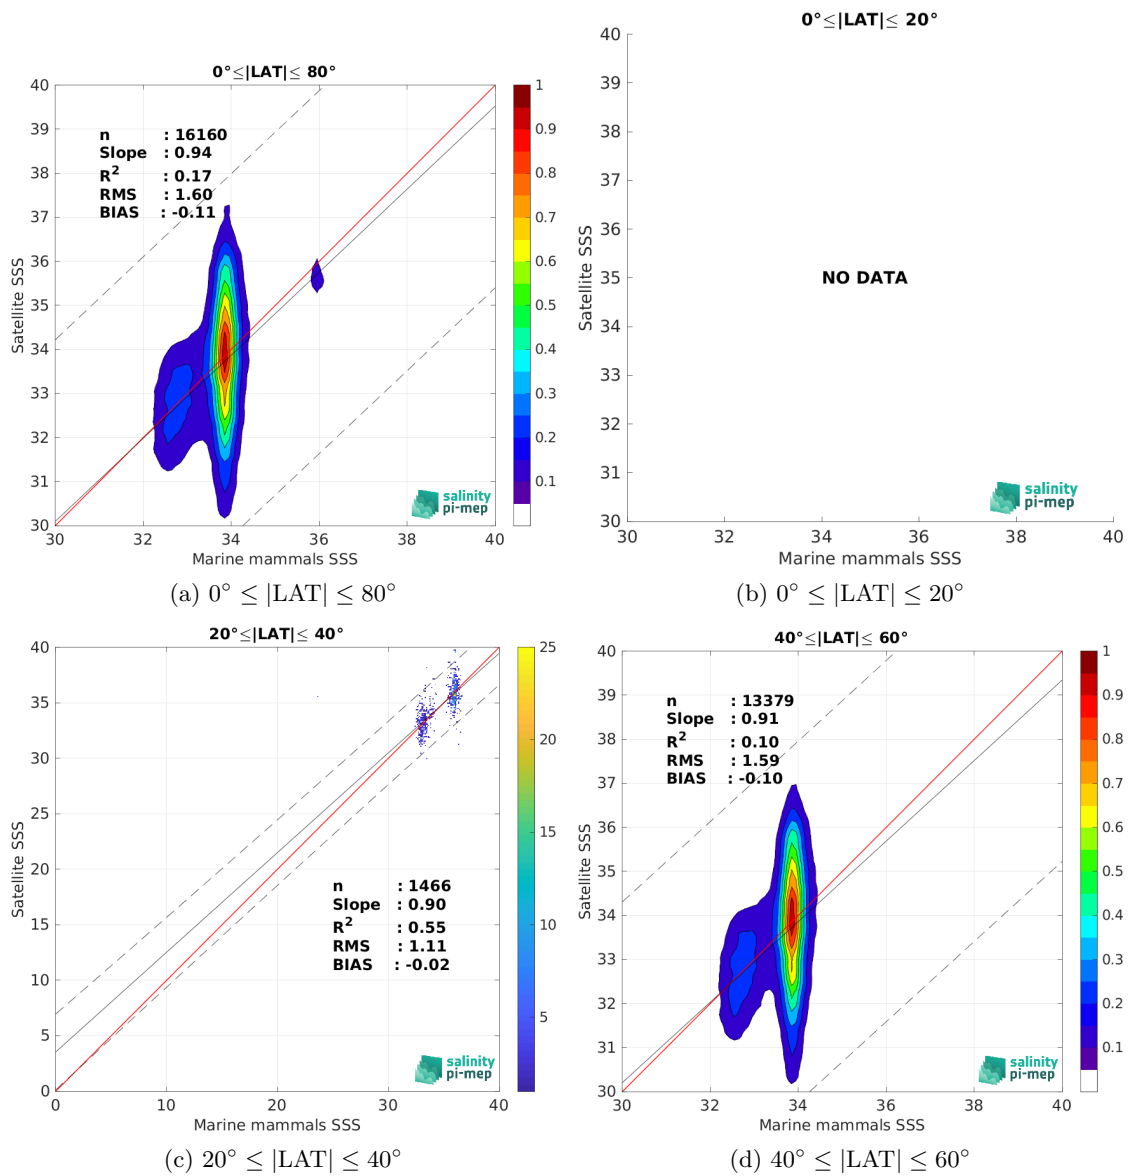 0°≤|LAT|≤ 80°
40
39
38
37
36
35
34
33
32
31
30
Satellite SSS
n : 16160
Slope : 0.94
R² : 0.17
RMS : 1.60
BIAS : -0.11
1
0.9
0.8
0.7
0.6
0.5
0.4
0.3
0.2
0.1
salinity
pi-mep
30 32 34 36 38 40
Marine mammals SSS
(a) 0° ≤ |LAT| ≤ 80°
0°≤|LAT|≤ 20°
40
39
38
37
36
35
34
33
32
31
30
Satellite SSS
NO DATA
salinity
pi-mep
30 32 34 36 38 40
Marine mammals SSS
(b) 0° ≤ |LAT| ≤ 20°
20°≤|LAT|≤ 40°
40
35
30
25
20
15
10
5
0
Satellite SSS
n : 1466
Slope : 0.90
R² : 0.55
RMS : 1.11
BIAS : -0.02
25
20
15
10
5
salinity
pi-mep
0 10 20 30 40
Marine mammals SSS
(c) 20° ≤ |LAT| ≤ 40°
40°≤|LAT|≤ 60°
40
39
38
37
36
35
34
33
32
31
30
Satellite SSS
n : 13379
Slope : 0.91
R² : 0.10
RMS : 1.59
BIAS : -0.10
1
0.9
0.8
0.7
0.6
0.5
0.4
0.3
0.2
0.1
salinity
pi-mep
30 32 34 36 38 40
Marine mammals SSS
(d) 40° ≤ |LAT| ≤ 60°